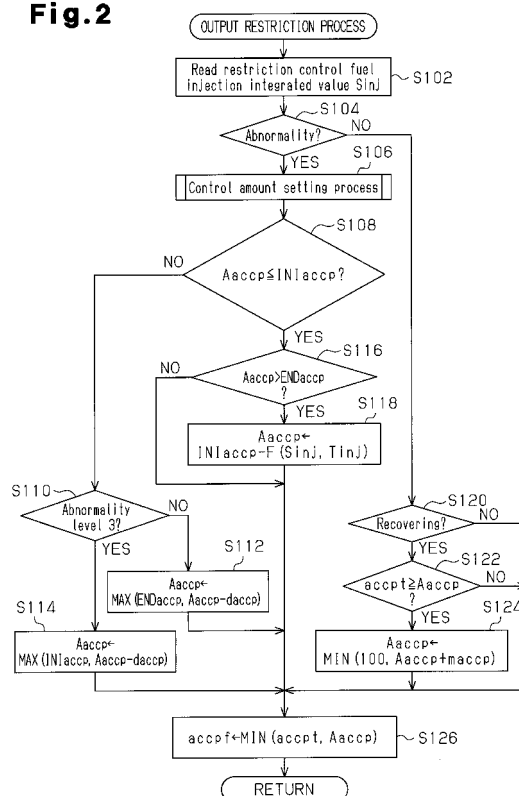 Fig.2
OUTPUT RESTRICTION PROCESS
Read restriction control fuel
injection integrated value Sinj
S102
S104
Abnormality?
NO
YES
S106
Control amount setting process
S108
NO
Aaccp≦INIaccp?
YES
S116
NO
Aaccp>ENDaccp
?
YES
S118
Aaccp←
INIaccp-F(Sinj, Tinj)
S110
Abnormality
level 3?
NO
YES
S112
Aaccp←
MAX(ENDaccp, Aaccp-daccp)
S114
Aaccp←
MAX(INIaccp, Aaccp-daccp)
S120
Recovering?
NO
YES
S122
accpt≧Aaccp
?
NO
YES
S124
Aaccp←
MIN(100, Aaccp+maccp)
accpf←MIN(accpt, Aaccp)
S126
RETURN